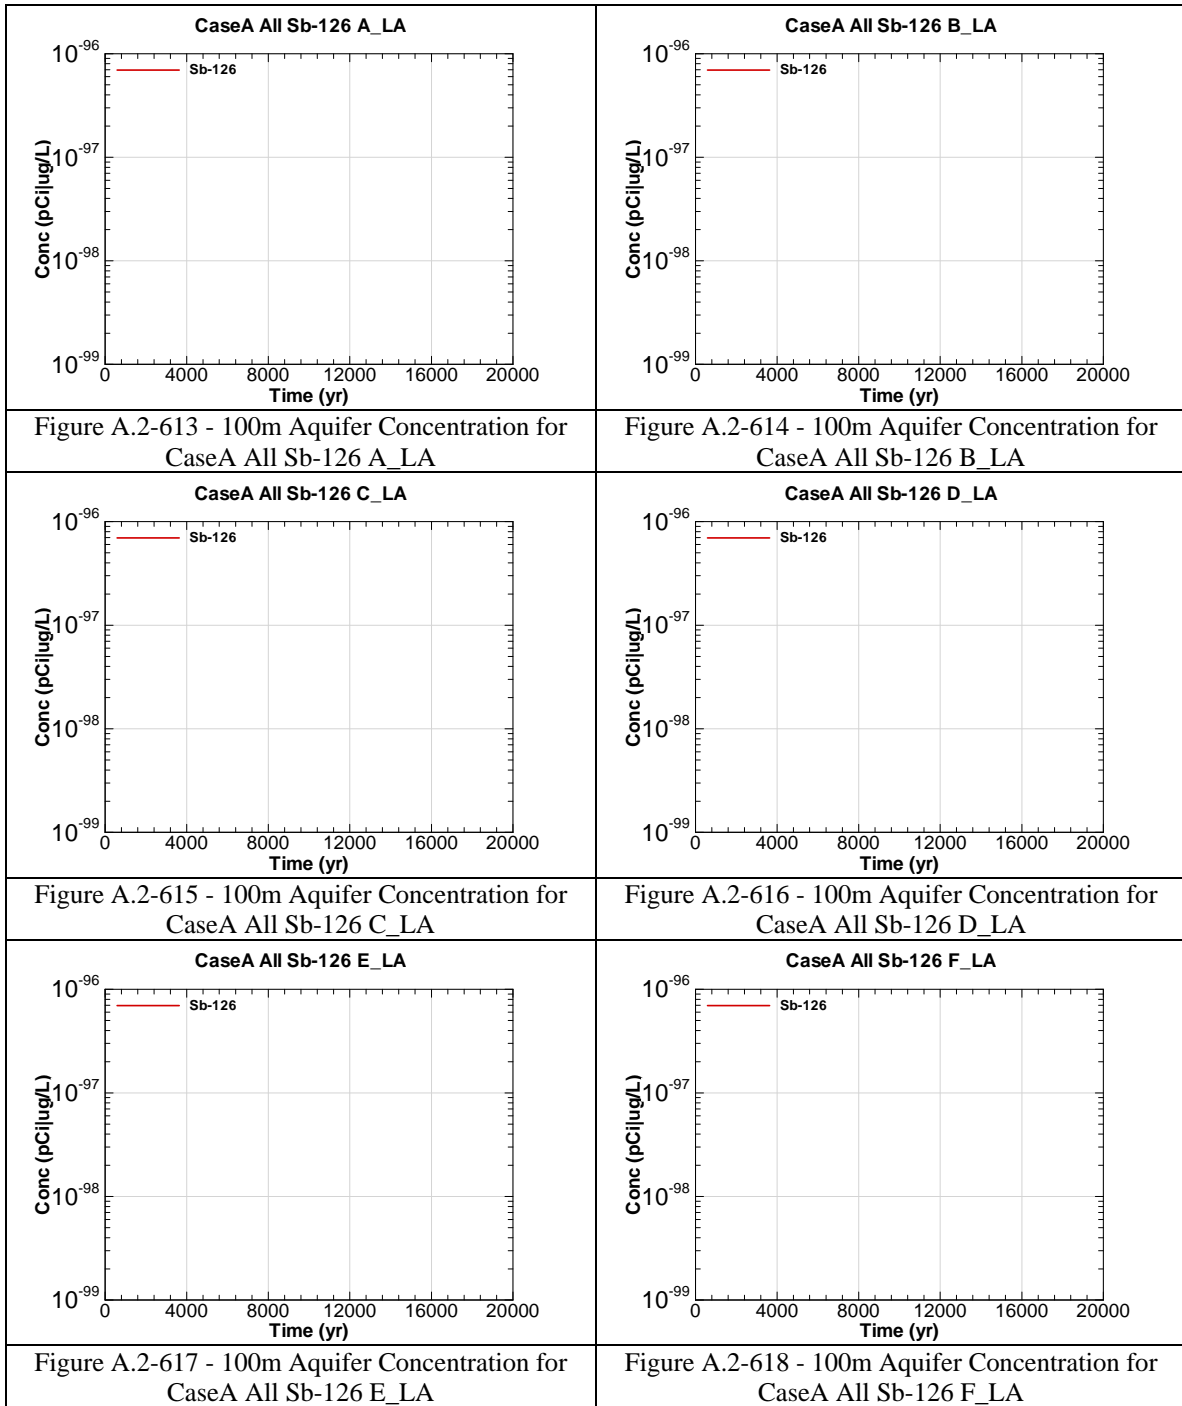 CaseA All Sb-126 A_LA
10^-96
Sb-126
10^-97
Conc (pCi|ug/L)
10^-98
10^-99
0 4000 8000 12000 16000 20000
Time (yr)
Figure A.2-613 - 100m Aquifer Concentration for
CaseA All Sb-126 A_LA
CaseA All Sb-126 B_LA
10^-96
Sb-126
10^-97
Conc (pCi|ug/L)
10^-98
10^-99
0 4000 8000 12000 16000 20000
Time (yr)
Figure A.2-614 - 100m Aquifer Concentration for
CaseA All Sb-126 B_LA
CaseA All Sb-126 C_LA
10^-96
Sb-126
10^-97
Conc (pCi|ug/L)
10^-98
10^-99
0 4000 8000 12000 16000 20000
Time (yr)
Figure A.2-615 - 100m Aquifer Concentration for
CaseA All Sb-126 C_LA
CaseA All Sb-126 D_LA
10^-96
Sb-126
10^-97
Conc (pCi|ug/L)
10^-98
10^-99
0 4000 8000 12000 16000 20000
Time (yr)
Figure A.2-616 - 100m Aquifer Concentration for
CaseA All Sb-126 D_LA
CaseA All Sb-126 E_LA
10^-96
Sb-126
10^-97
Conc (pCi|ug/L)
10^-98
10^-99
0 4000 8000 12000 16000 20000
Time (yr)
Figure A.2-617 - 100m Aquifer Concentration for
CaseA All Sb-126 E_LA
CaseA All Sb-126 F_LA
10^-96
Sb-126
10^-97
Conc (pCi|ug/L)
10^-98
10^-99
0 4000 8000 12000 16000 20000
Time (yr)
Figure A.2-618 - 100m Aquifer Concentration for
CaseA All Sb-126 F_LA